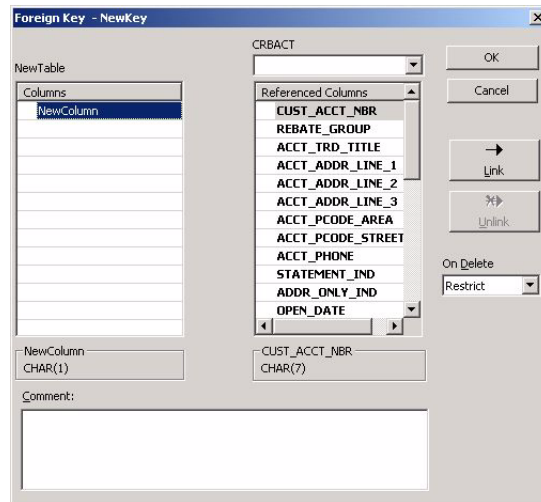 Foreign Key - NewKey
CRBACT
NewTable
OK
Columns
Referenced Columns
Cancel
NewColumn
CUST_ACCT_NBR
REBATE_GROUP
ACCT_TRD_TITLE
ACCT_ADDR_LINE_1
ACCT_ADDR_LINE_2
ACCT_ADDR_LINE_3
ACCT_PCODE_AREA
ACCT_PCODE_STREET
ACCT_PHONE
STATEMENT_IND
ADDR_ONLY_IND
OPEN_DATE
Link
Unlink
On Delete
Restrict
NewColumn
CHAR(1)
CUST_ACCT_NBR
CHAR(7)
Comment: